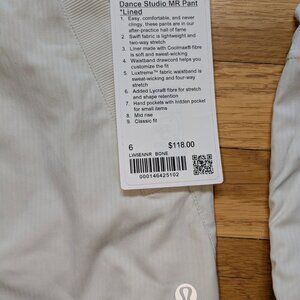 Dance Studio MR Pant
*Lined
1. Easy, comfortable, and never
clingy, these pants are in our
after-practice hall of fame
2. Swift fabric is lightweight and
two-way stretch
3. Liner made with Coolmax® fibre
is soft and sweat-wicking
4. Waistband drawcord helps you
customize the fit
5. Luxtreme™ fabric waistband is
sweat-wicking and four-way
stretch
6. Added Lycra® fibre for stretch
and shape retention
7. Hand pockets with hidden pocket
for small items
8. Mid rise
9. Classic fit
6 $118.00
LW5ENNR BONE
000146425102